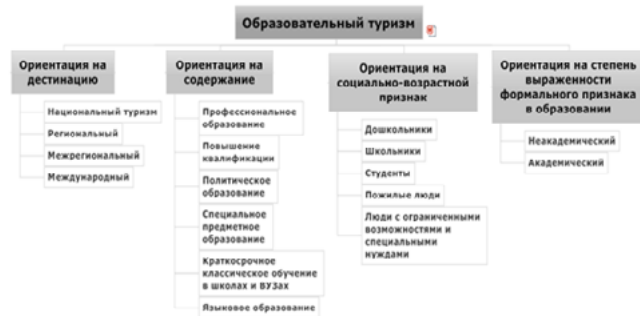 Образовательный туризм
Ориентация на
дестинацию
Национальный туризм
Региональный
Межрегиональный
Международный
Ориентация на
содержание
Профессиональное
образование
Повышение
квалификации
Политическое
образование
Специальное
предметное
образование
Краткосрочное
классическое обучение
в школах и ВУЗах
Языковое образование
Ориентация на
социально-возрастной
признак
Дошкольники
Школьники
Студенты
Пожилые люди
Люди с ограниченными
возможностями и
специальными
нуждами
Ориентация на степень
выраженности
формального признака
в образовании
Неакадемический
Академический